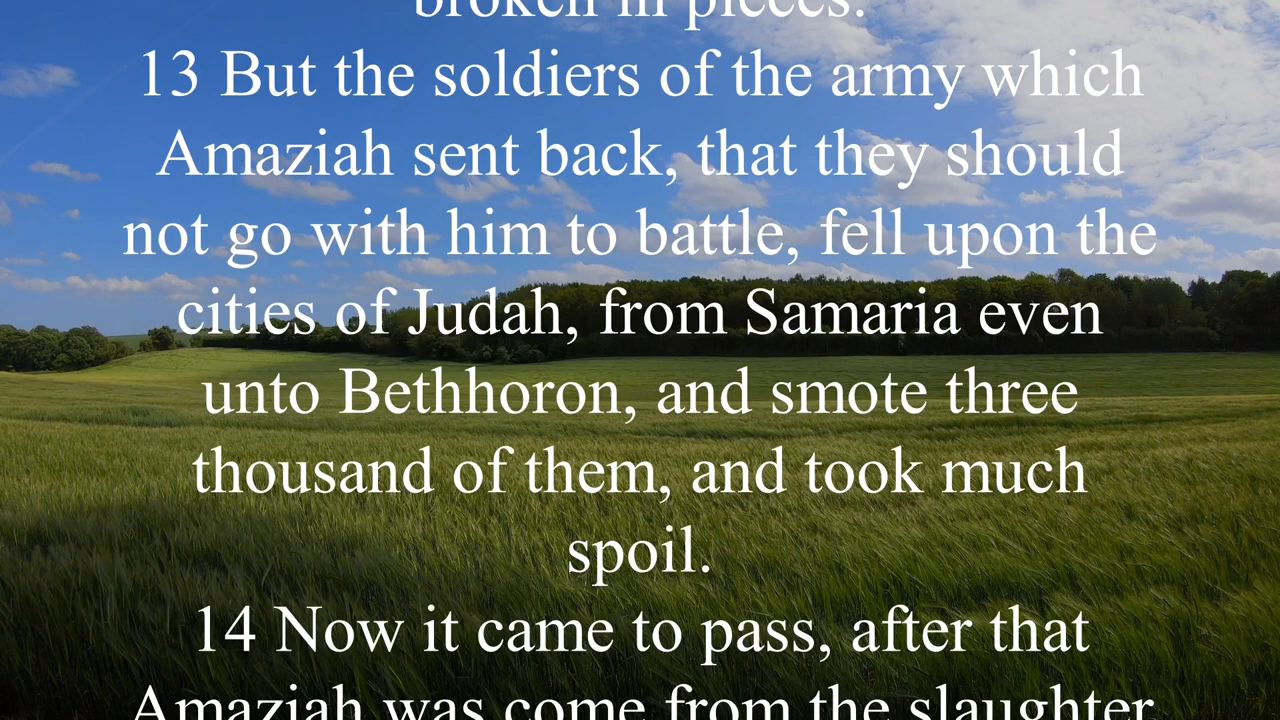 broken in pieces.
13 But the soldiers of the army which
Amaziah sent back, that they should
not go with him to battle, fell upon the
cities of Judah, from Samaria even
unto Bethhoron, and smote three
thousand of them, and took much
spoil.
14 Now it came to pass, after that
Amaziah was come from the slaughter